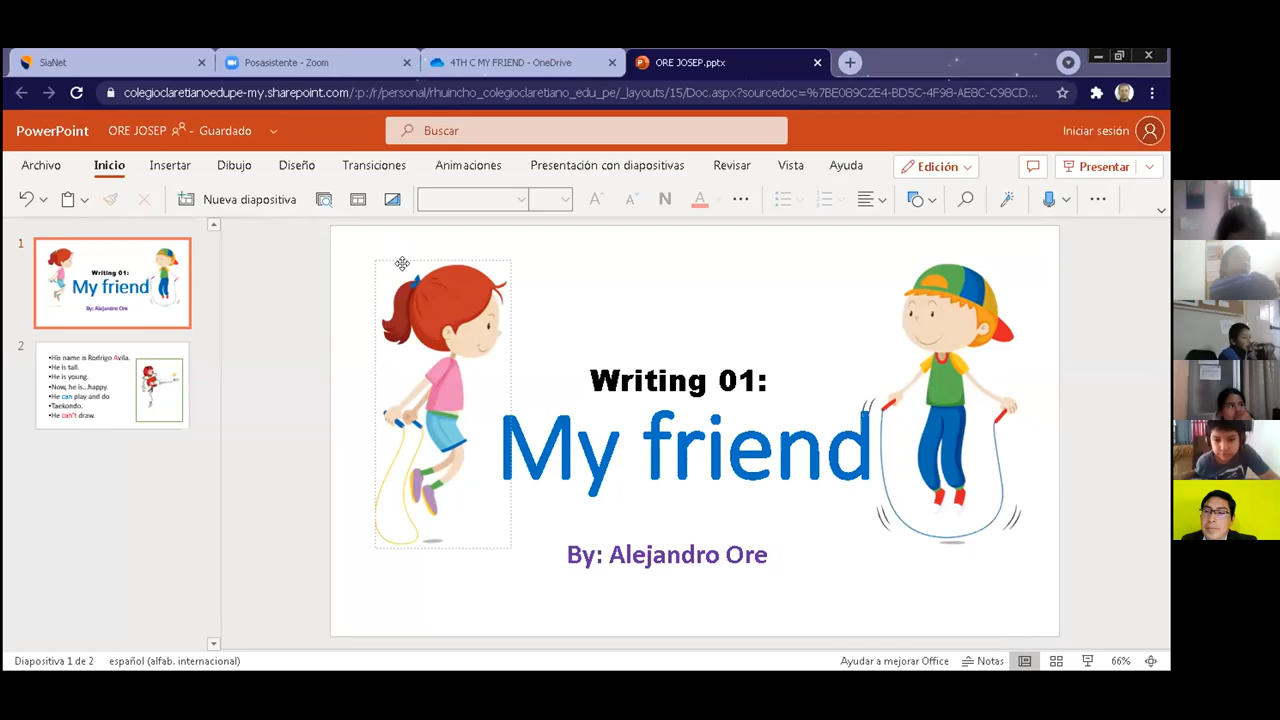 SiaNet
Posasistente - Zoom
4TH C MY FRIEND - OneDrive
ORE JOSEP.pptx
colegioclaretianoedupe-my.sharepoint.com/:p:/r/personal/rhuincho_colegioclaretiano_edu_pe/_layouts/15/Doc.aspx?sourcedoc=%7BE089C2E4-BD5C-4F98-AE8C-C98CD...
PowerPoint
ORE JOSEP
- Guardado
Buscar
Iniciar sesión
Archivo
Inicio
Insertar
Dibujo
Diseño
Transiciones
Animaciones
Presentación con diapositivas
Revisar
Vista
Ayuda
Edición
Presentar
Nueva diapositiva
N
A
1
Writing 01:
My friend
By: Alejandro Ore
2
•His name is Rodrigo Avila.
•He is tall.
•He is young.
•Now, he is...happy.
•He can play and do
•Taekondo.
•He can't draw.
Writing 01:
My friend
By: Alejandro Ore
Diapositiva 1 de 2
español (alfab. internacional)
Ayudar a mejorar Office
Notas
66%